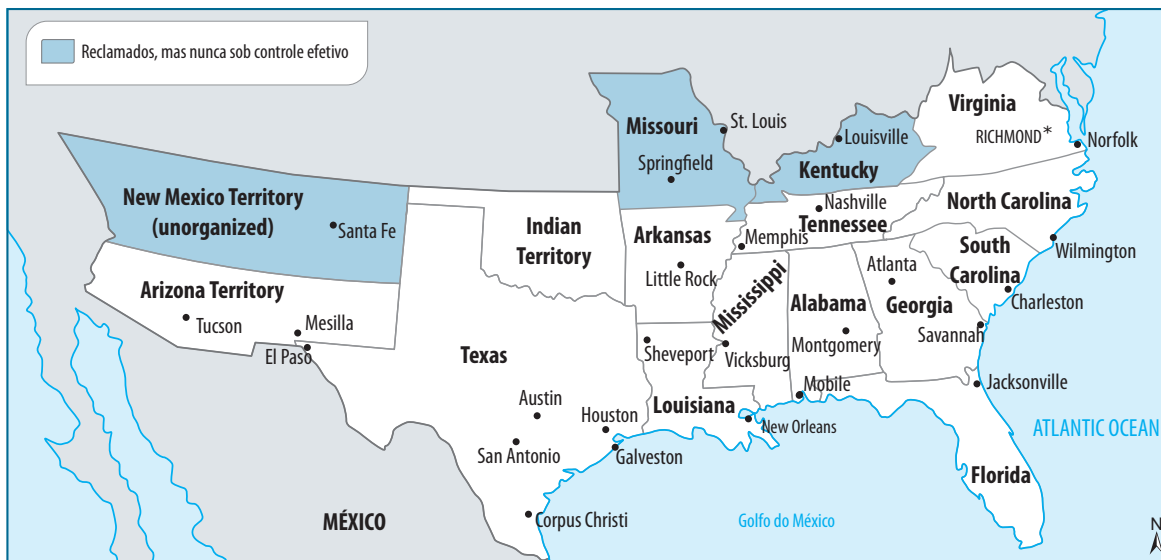 Reclamados, mas nunca sob controle efetivo
Virginia
RICHMOND*
Norfolk
Missouri
St. Louis
Springfield
Louisville
Kentucky
New Mexico Territory
(unorganized)
Santa Fe
Indian
Territory
Nashville
Tennessee
North Carolina
Arkansas
Memphis
Little Rock
South
Carolina
Wilmington
Atlanta
Georgia
Charleston
Arizona Territory
Tucson
Mesilla
El Paso
Mississippi
Alabama
Montgomery
Savannah
Texas
Sheveport
Vicksburg
Mobile
Jacksonville
Austin
Houston
Louisiana
New Orleans
San Antonio
Galveston
ATLANTIC OCEAN
Florida
MÉXICO
Corpus Christi
Golfo do México
N